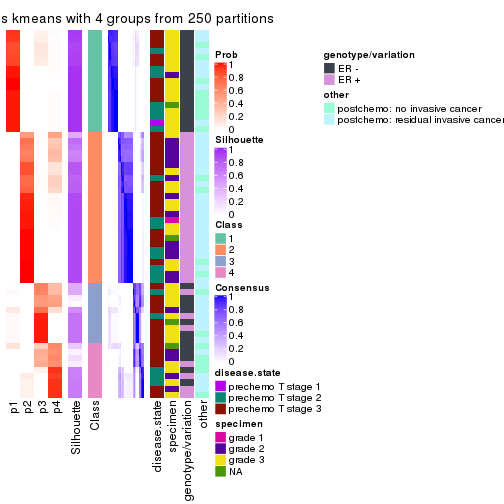 s kmeans with 4 groups from 250 partitions
Prob
1
0.8
0.6
0.4
0.2
0
Silhouette
1
0.8
0.6
0.4
0.2
0
Class
1
2
3
4
Consensus
1
0.8
0.6
0.4
0.2
0
disease.state
prechemo T stage 1
prechemo T stage 2
prechemo T stage 3
specimen
grade 1
grade 2
grade 3
NA
genotype/variation
ER -
ER +
other
postchemo: no invasive cancer
postchemo: residual invasive cancer
p1
p2
p3
p4
Silhouette
Class
disease.state
specimen
genotype/variation
other